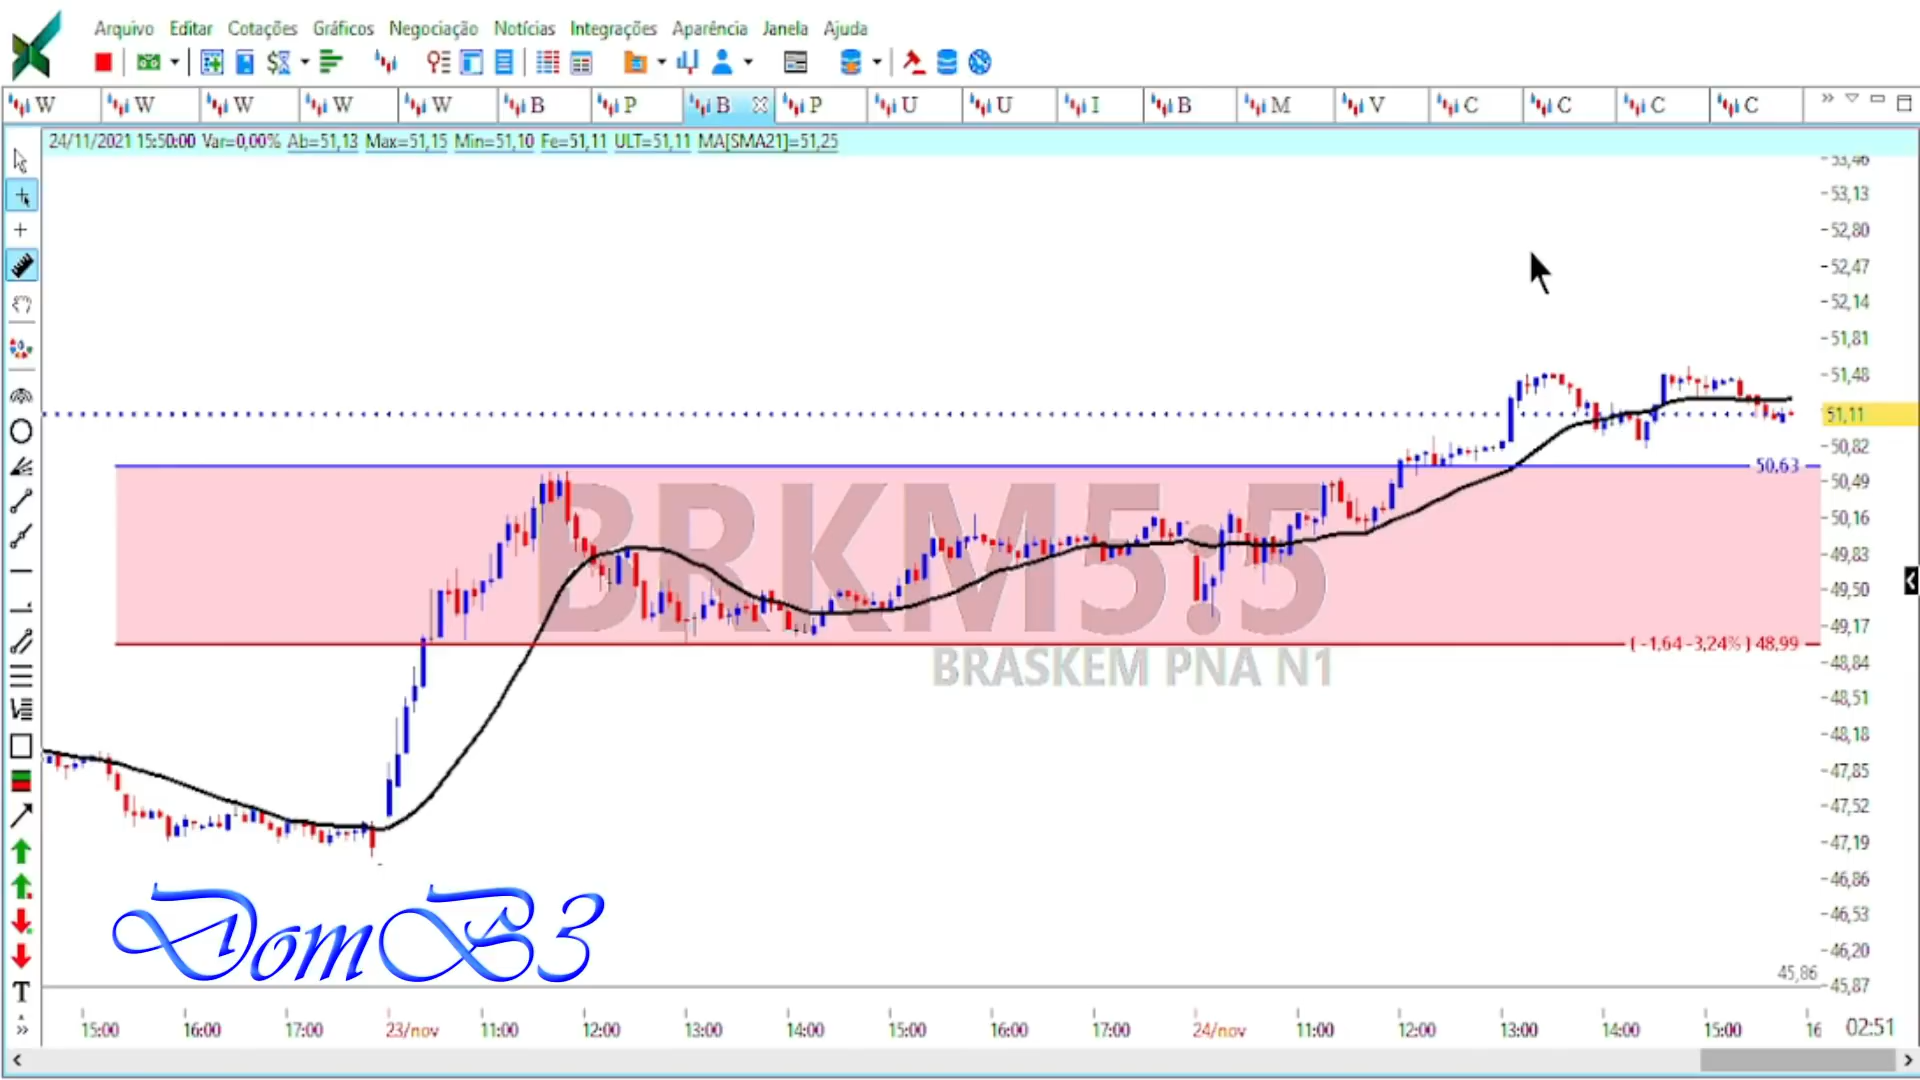 Arquivo Editar Cotações Gráficos Negociação Notícias Integrações Aparência Janela Ajuda
W W W W W B P B P U U I B M V C C C C
24/11/2021 15:50:00 Var=0,00% Ab=51,13 Max=51,15 Min=51,10 Fe=51,11 ULT=51,11 MA[SMA21]=51,25
53,46
53,13
52,80
52,47
52,14
51,81
51,48
51,11
50,82
50,63
50,49
50,16
49,83
49,50
49,17
BRKM5:5
( -1,64 -3,24% ) 48,99
48,84
BRASKEM PNA N1
48,51
48,18
47,85
47,52
47,19
46,86
46,53
46,20
DomB3
45,86
45,87
T
15:00 16:00 17:00 23/nov 11:00 12:00 13:00 14:00 15:00 16:00 17:00 24/nov 11:00 12:00 13:00 14:00 15:00 16 02:51